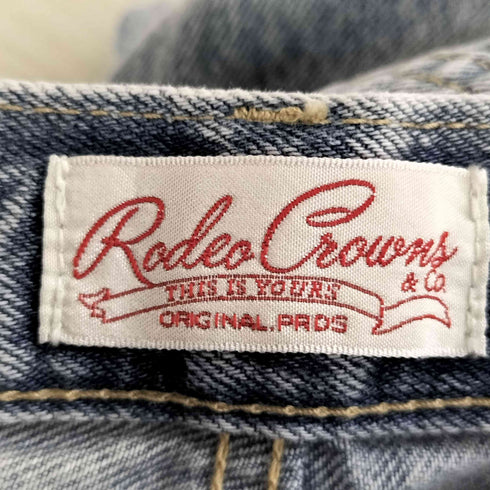 Rodeo Crowns
& Co.
THIS IS YOURS
ORIGINAL.PRDS